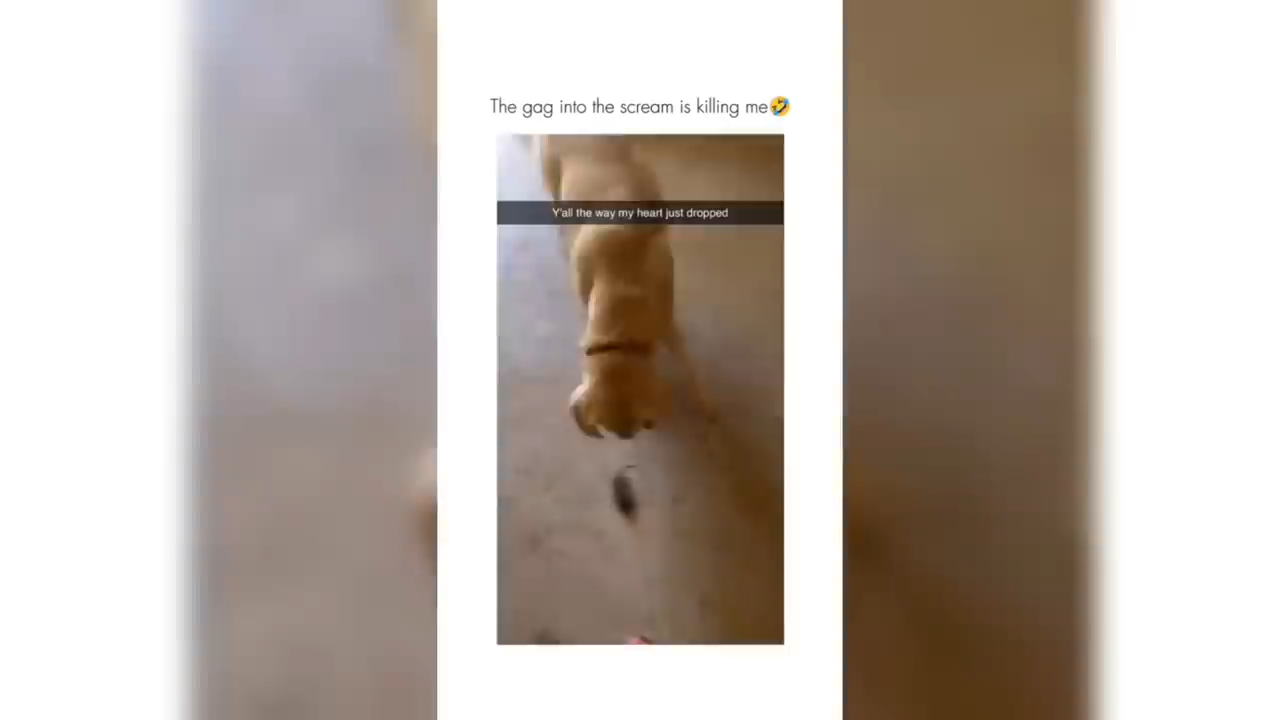 The gag into the scream is killing me🤣
Y'all the way my heart just dropped